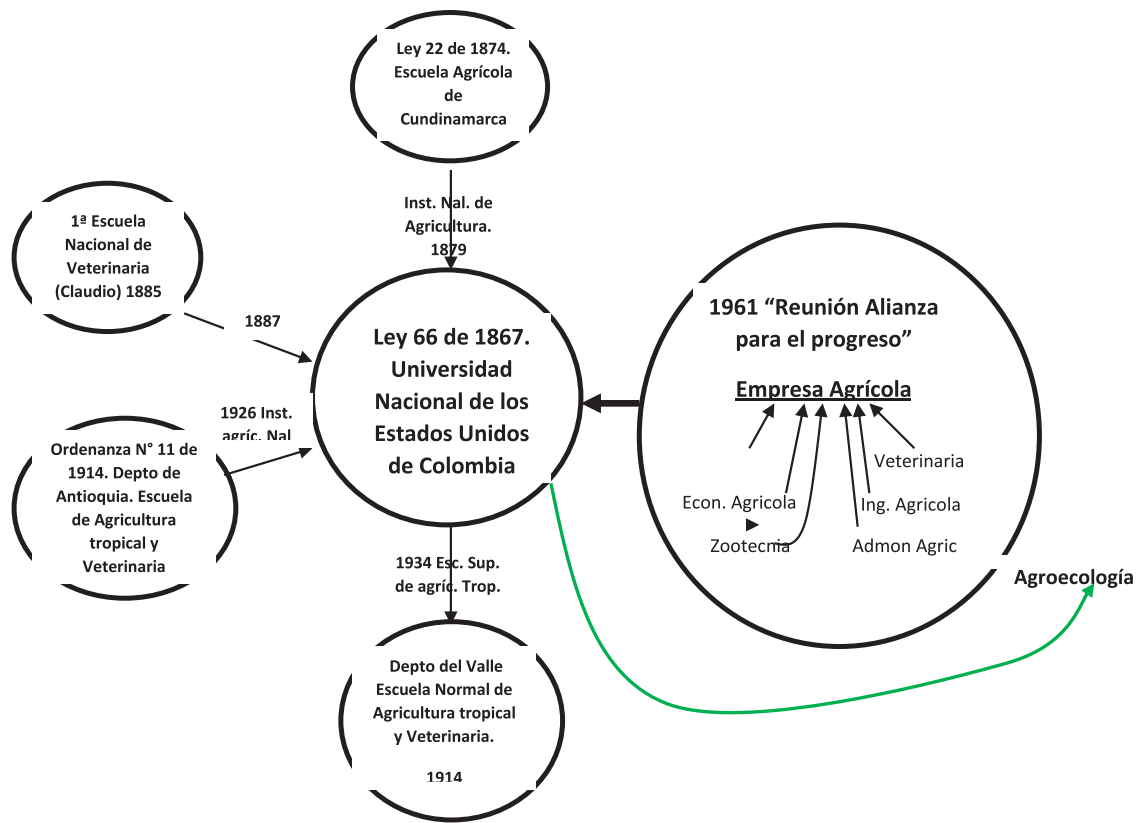 Ley 22 de 1874.
Escuela Agrícola
de
Cundinamarca
Inst. Nal. de
Agricultura.
1879
1ª Escuela
Nacional de
Veterinaria
(Claudio) 1885
1887
Ley 66 de 1867.
Universidad
Nacional de los
Estados Unidos
de Colombia
1926 Inst.
agríc. Nal
Ordenanza N° 11 de
1914. Depto de
Antioquia. Escuela
de Agricultura
tropical y
Veterinaria
1934 Esc. Sup.
de agríc. Trop.
Depto del Valle
Escuela Normal de
Agricultura tropical
y Veterinaria.
1914
1961 “Reunión Alianza
para el progreso”
Empresa Agrícola
Veterinaria
Econ. Agricola
Ing. Agricola
Zootecnia
Admon Agric
Agroecología